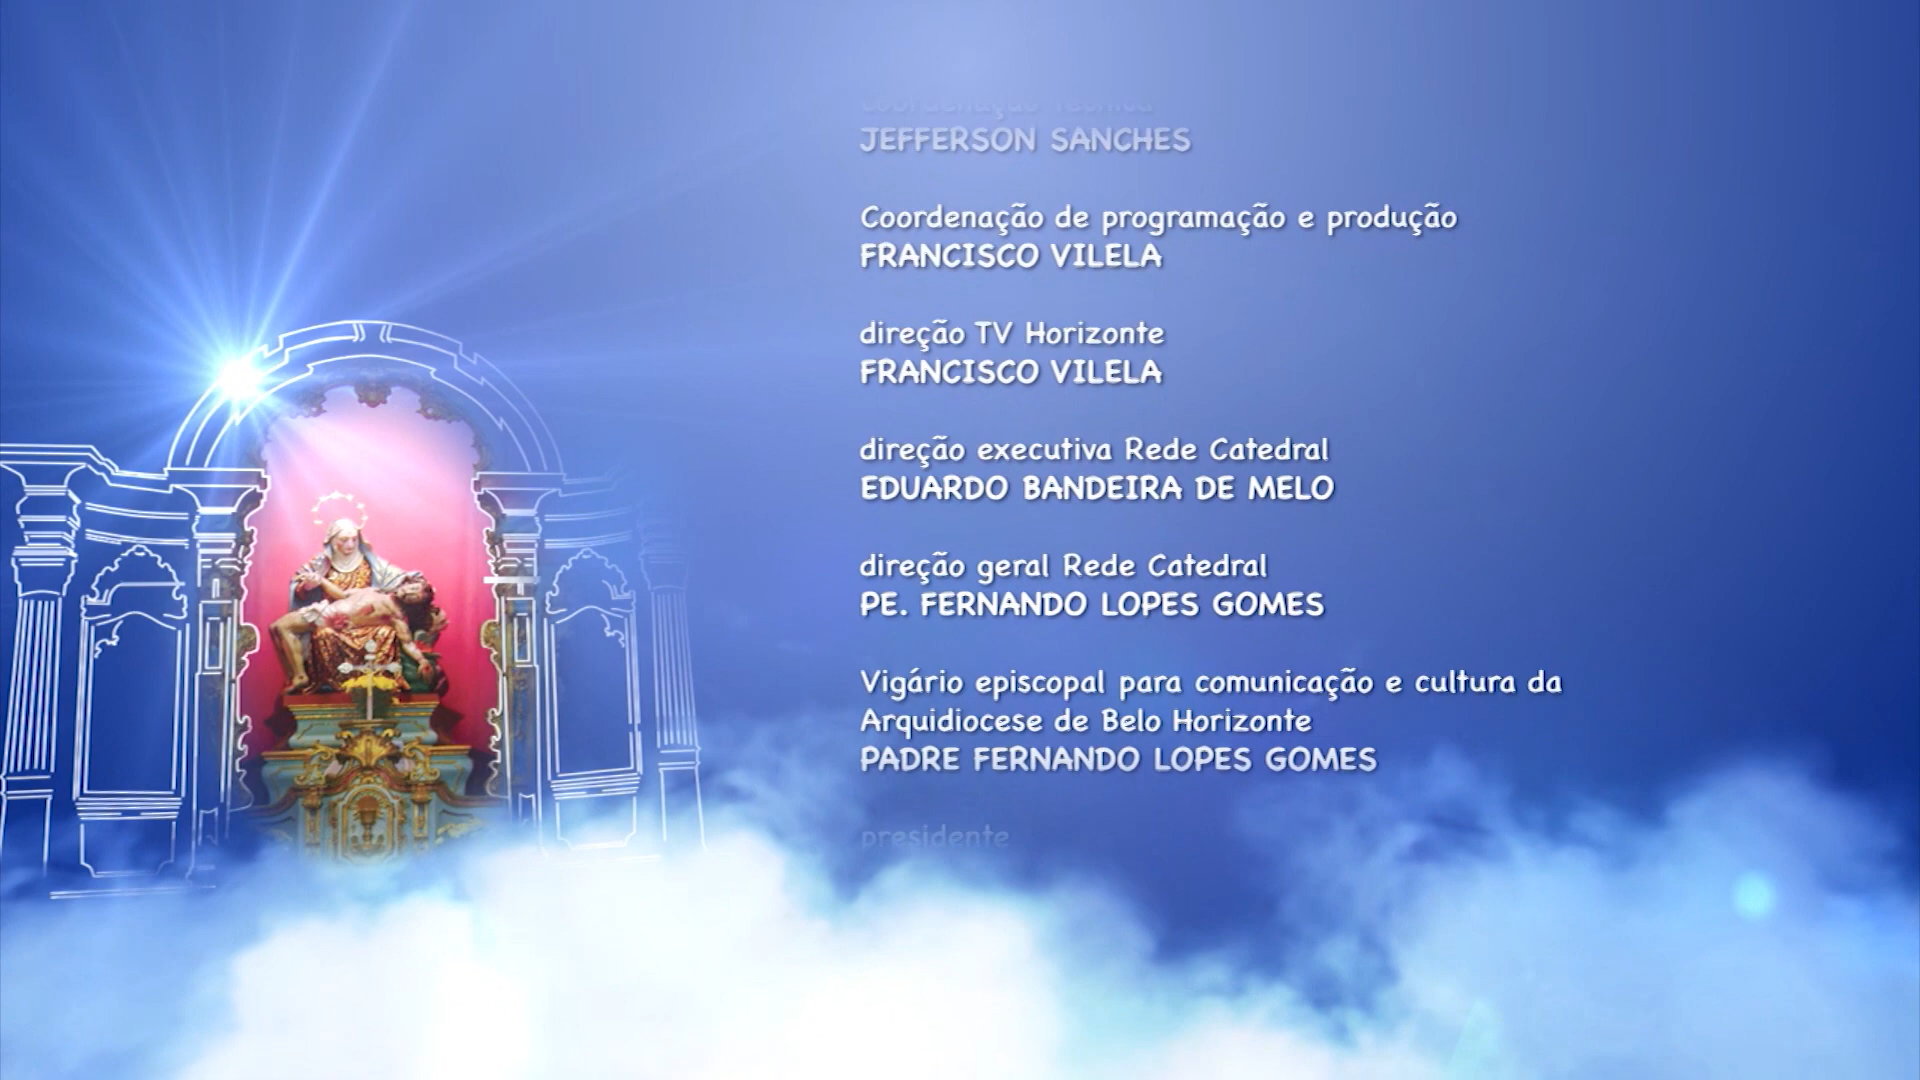 coordenação Técnica
JEFFERSON SANCHES
Coordenação de programação e produção
FRANCISCO VILELA
direção TV Horizonte
FRANCISCO VILELA
direção executiva Rede Catedral
EDUARDO BANDEIRA DE MELO
direção geral Rede Catedral
PE. FERNANDO LOPES GOMES
Vigário episcopal para comunicação e cultura da
Arquidiocese de Belo Horizonte
PADRE FERNANDO LOPES GOMES
presidente